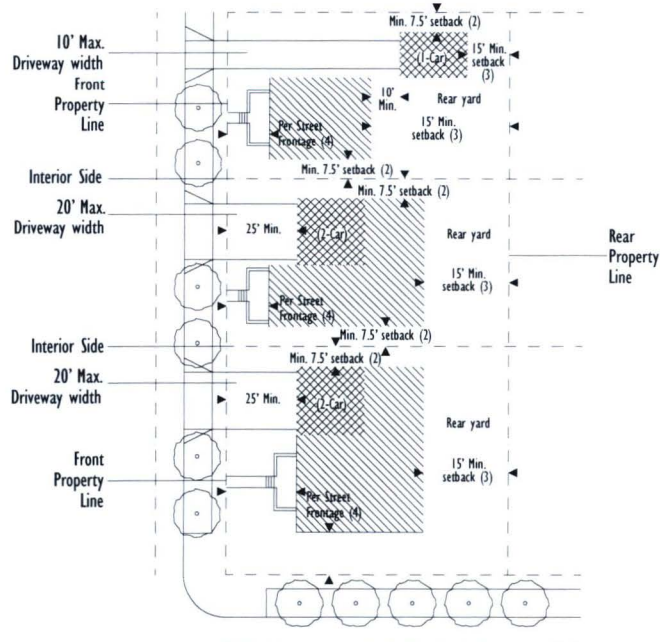 Min. 7.5' setback (2)
10' Max.
Driveway width
(1-Car)
15' Min.
setback
(3)
Front
Property
Line
10'
Min.
Rear yard
15' Min.
setback (3)
Per Street
Frontage (4)
Min. 7.5' setback (2)
Interior Side
Min. 7.5' setback (2)
20' Max.
Driveway width
25' Min.
(2-Car)
Rear yard
15' Min.
setback (3)
Rear
Property
Line
Per Street
Frontage (4)
Min. 7.5' setback (2)
Interior Side
Min. 7.5' setback (2)
20' Max.
Driveway width
25' Min.
(2-Car)
Rear yard
15' Min.
setback (3)
Front
Property
Line
Per Street
Frontage (4)